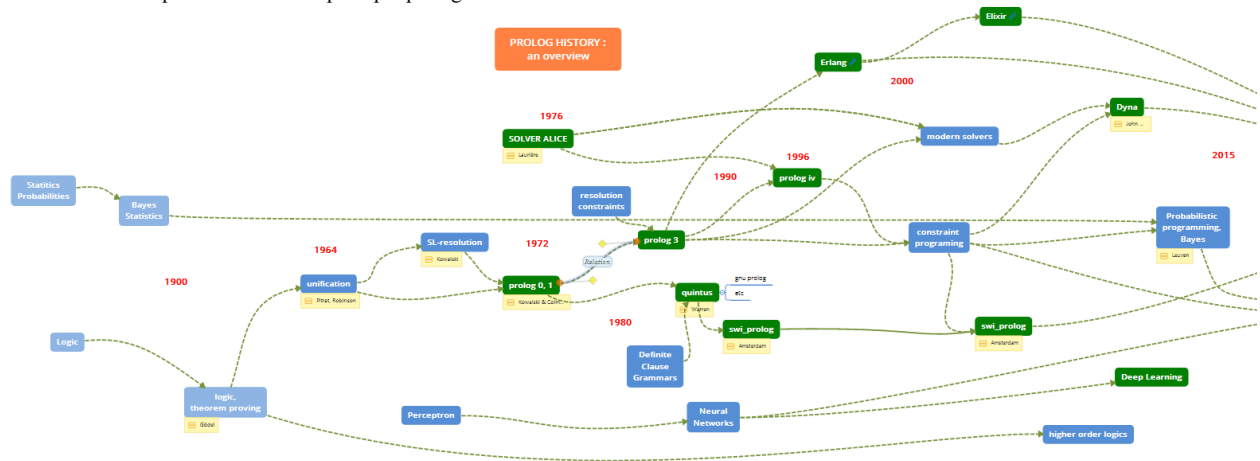 PROLOG HISTORY :
an overview
Elixir
Erlang
2000
1976
SOLVER ALICE
Dyna
John ...
modern solvers
1996
2015
1990
prolog iv
Statitics
Probabilities
Bayes
Statistics
resolution
constraints
Probabilistic
programming,
Bayes
Leuven
1964
SL-resolution
Kowalski
1972
prolog 3
constraint
programing
Relation
1900
unification
Pitrat, Robinson
prolog 0, 1
Kowalski &
gnu prolog
etc
quintus
Warren
1980
swi_prolog
Amsterdam
swi_prolog
Amsterdam
Logic
Definite
Clause
Grammars
Deep Learning
logic,
theorem proving
Perceptron
Neural
Networks
higher order logics